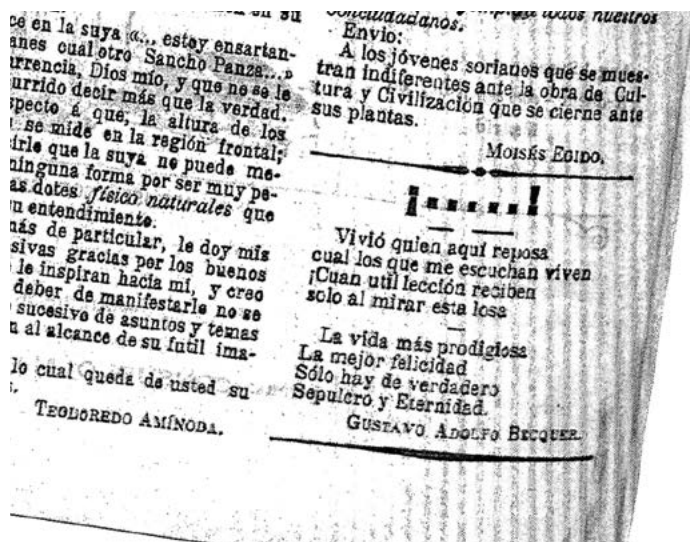 ce en la suya «... estoy ensartan-
anes cual otro Sancho Panza...»
urrencia, Dios mío, y que no se le
urrido decir más que la verdad.
specto á que, la altura de los
se mide en la región frontal;
irle que la suya no puede me-
ninguna forma por ser muy pe-
as dotes físico naturales que
u entendimiento.
más de particular, le doy mis
sivas gracias por los buenos
le inspiran hacia mí, y creo
deber de manifestarle no se
sucesivo de asuntos y temas
n al alcance de su futil ima-
lo cual queda de usted su
s.
TEODOREDO AMÍNODA.
conciudadanos.
Envio:
A los jóvenes sorianos que se mues-
tran indiferentes ante la obra de Cul-
tura y Civilización que se cierne ante
sus plantas.
MOISÉS EGIDO.
¡.....!
Vivió quien aquí reposa
cual los que me escuchan viven
¡Cuan util lección reciben
solo al mirar esta losa
La vida más prodigiosa
La mejor felicidad
Sólo hay de verdadero
Sepulcro y Eternidad.
GUSTAVO ADOLFO BECQUER.